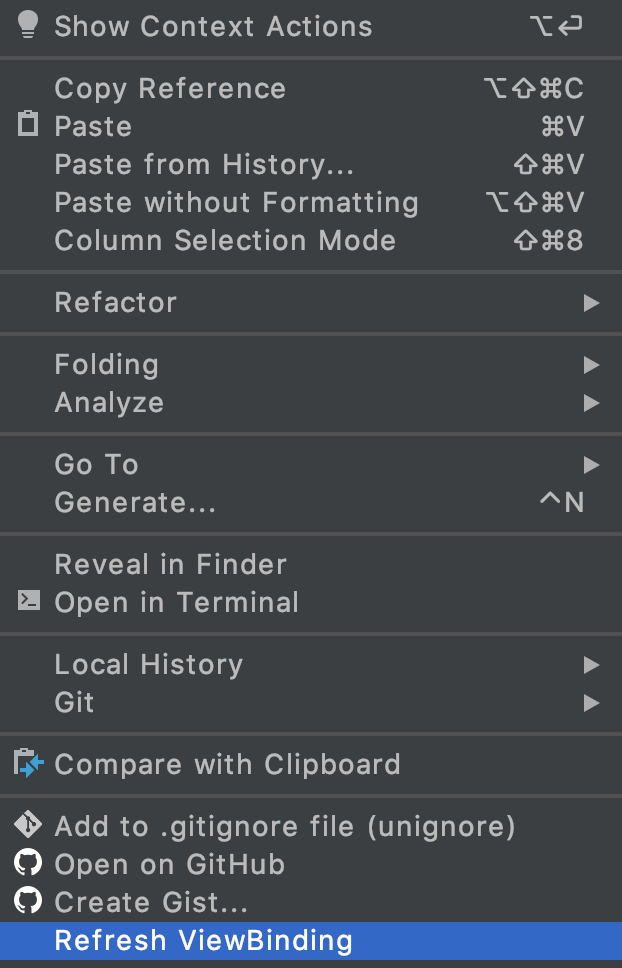 Show Context Actions ⌥⏎
Copy Reference ⌥⇧⌘C
Paste ⌘V
Paste from History... ⇧⌘V
Paste without Formatting ⌥⇧⌘V
Column Selection Mode ⇧⌘8
Refactor
Folding
Analyze
Go To
Generate... ^N
Reveal in Finder
Open in Terminal
Local History
Git
Compare with Clipboard
Add to .gitignore file (unignore)
Open on GitHub
Create Gist...
Refresh ViewBinding